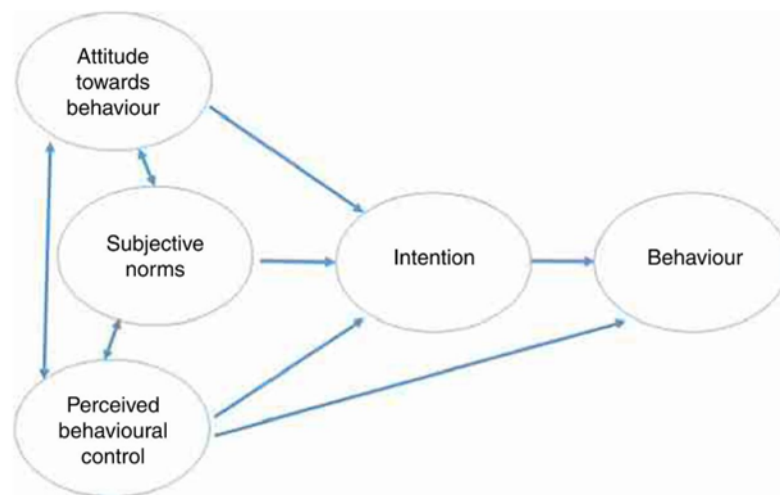 Attitude
towards
behaviour
Subjective
norms
Intention
Behaviour
Perceived
behavioural
control